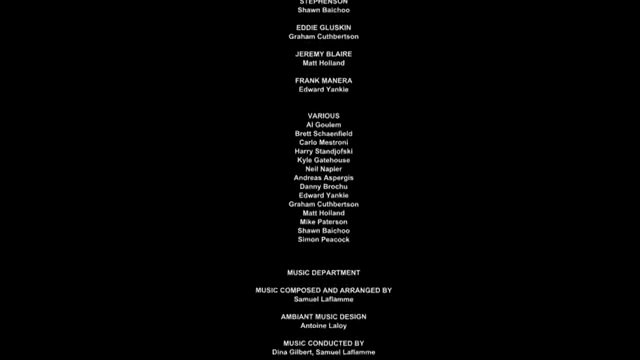 STEPHENSON
Shawn Baichoo
EDDIE GLUSKIN
Graham Cuthbertson
JEREMY BLAIRE
Matt Holland
FRANK MANERA
Edward Yankie
VARIOUS
Al Goulem
Brett Schaenfield
Carlo Mestroni
Harry Standjofski
Kyle Gatehouse
Neil Napier
Andreas Aspergis
Danny Brochu
Edward Yankie
Graham Cuthbertson
Matt Holland
Mike Paterson
Shawn Baichoo
Simon Peacock
MUSIC DEPARTMENT
MUSIC COMPOSED AND ARRANGED BY
Samuel Laflamme
AMBIANT MUSIC DESIGN
Antoine Laloy
MUSIC CONDUCTED BY
Dina Gilbert, Samuel Laflamme